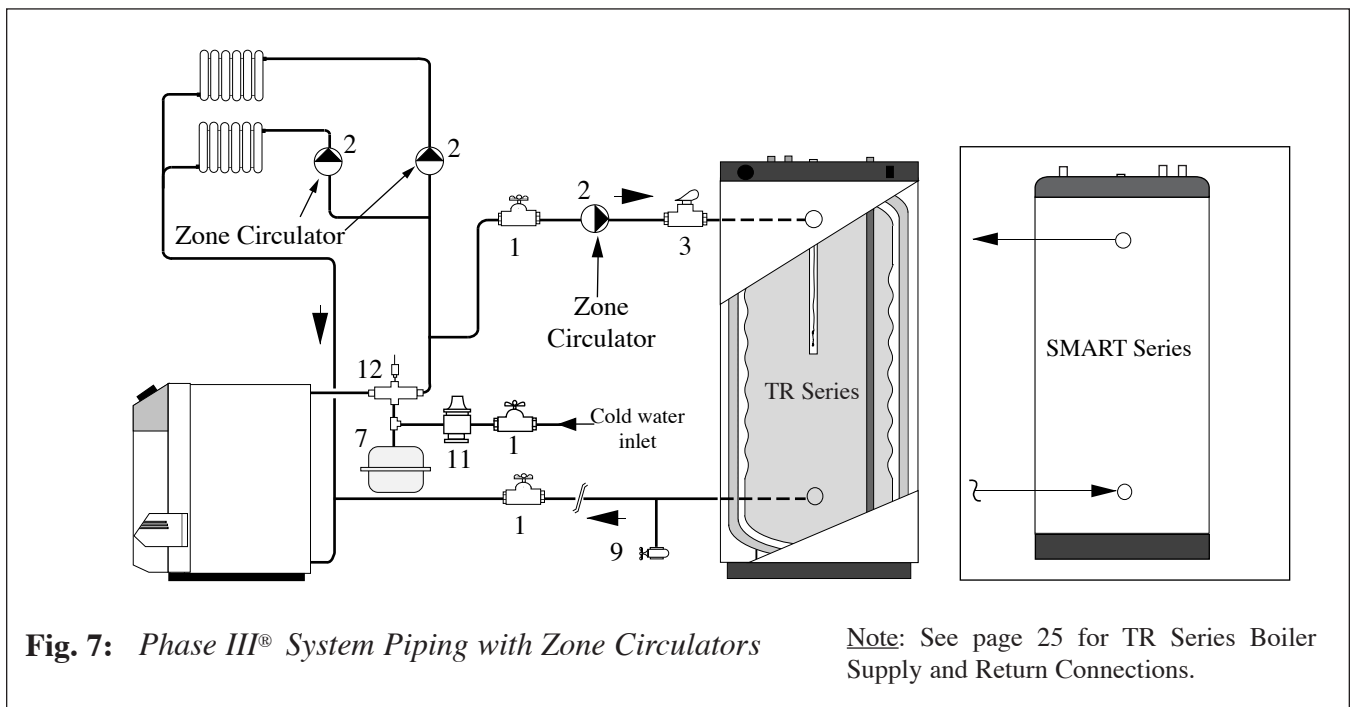 2
2
Zone Circulator
2
1
3
Zone
Circulator
12
Cold water
inlet
7
11
1
1
9
TR Series
SMART Series
Fig. 7: Phase III® System Piping with Zone Circulators
Note: See page 25 for TR Series Boiler
Supply and Return Connections.